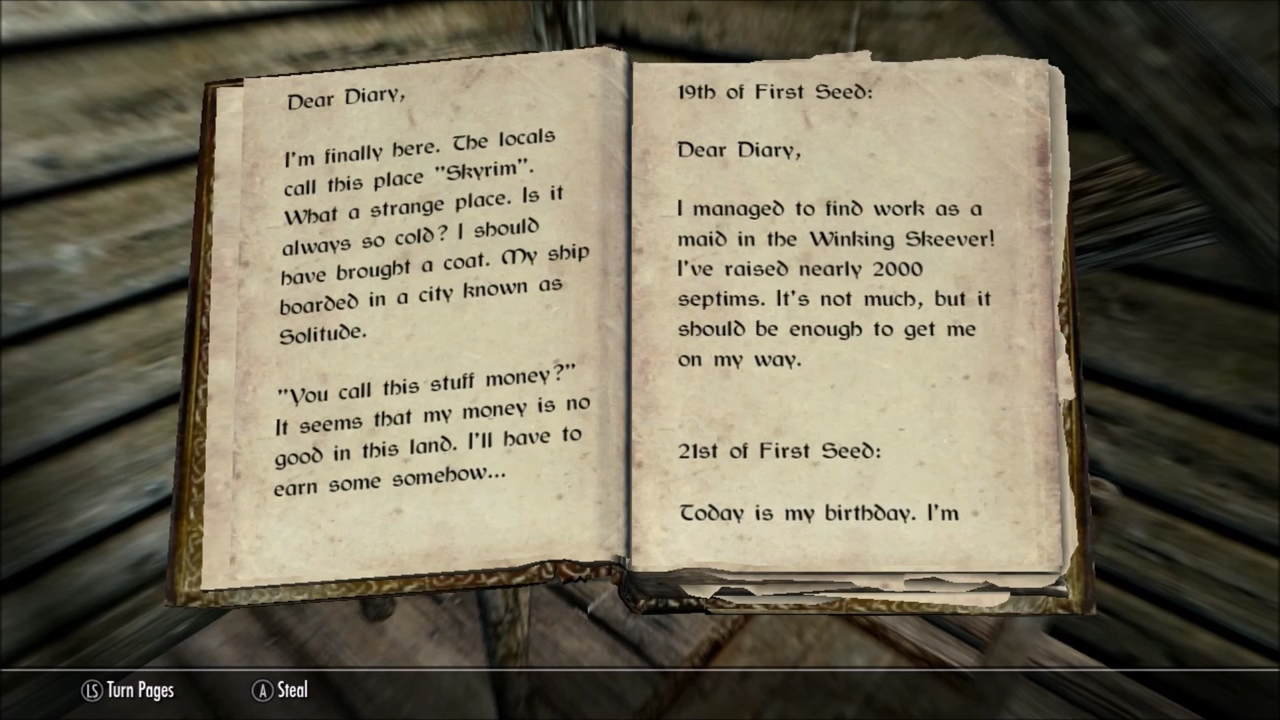 Dear Diary,
I'm finally here. The locals
call this place "Skyrim".
What a strange place. Is it
always so cold? I should
have brought a coat. My ship
boarded in a city known as
Solitude.
"You call this stuff money?"
It seems that my money is no
good in this land. I'll have to
earn some somehow...
19th of First Seed:
Dear Diary,
I managed to find work as a
maid in the Winking Skeever!
I've raised nearly 2000
septims. It's not much, but it
should be enough to get me
on my way.
21st of First Seed:
Today is my birthday. I'm
LS Turn Pages
A Steal